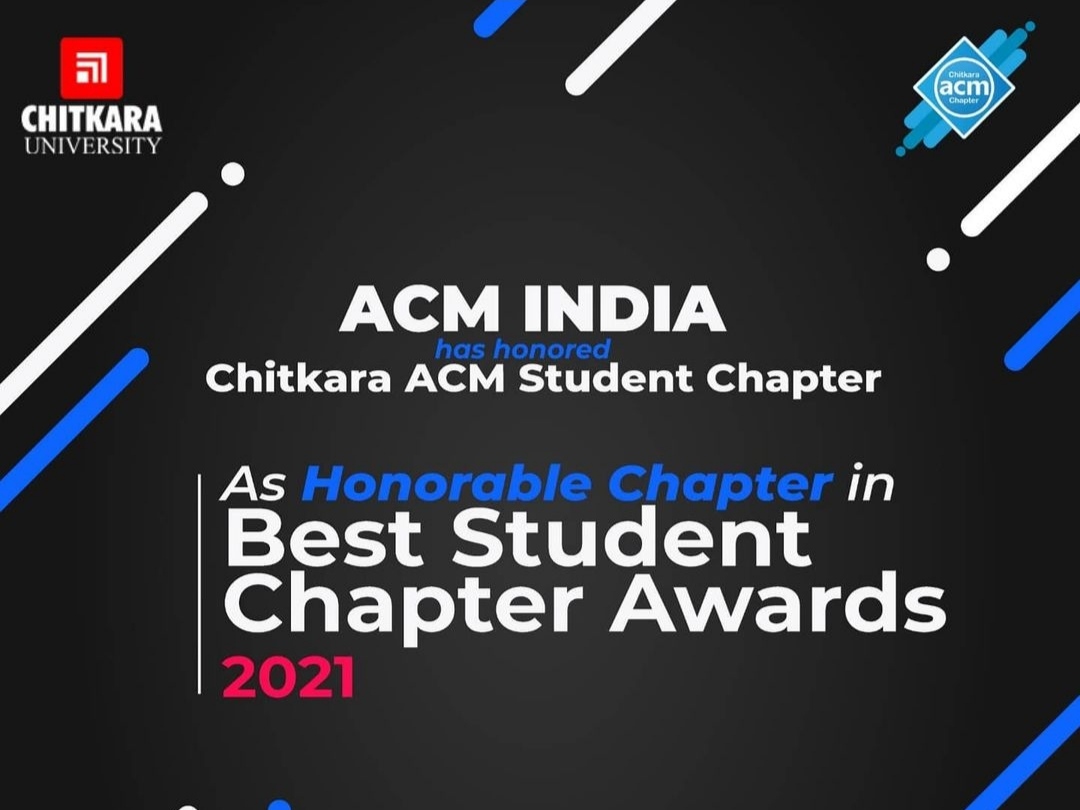 CHITKARA
UNIVERSITY
Chitkara
acm
Chapter
ACM INDIA
has honored
Chitkara ACM Student Chapter
As Honorable Chapter in
Best Student
Chapter Awards
2021